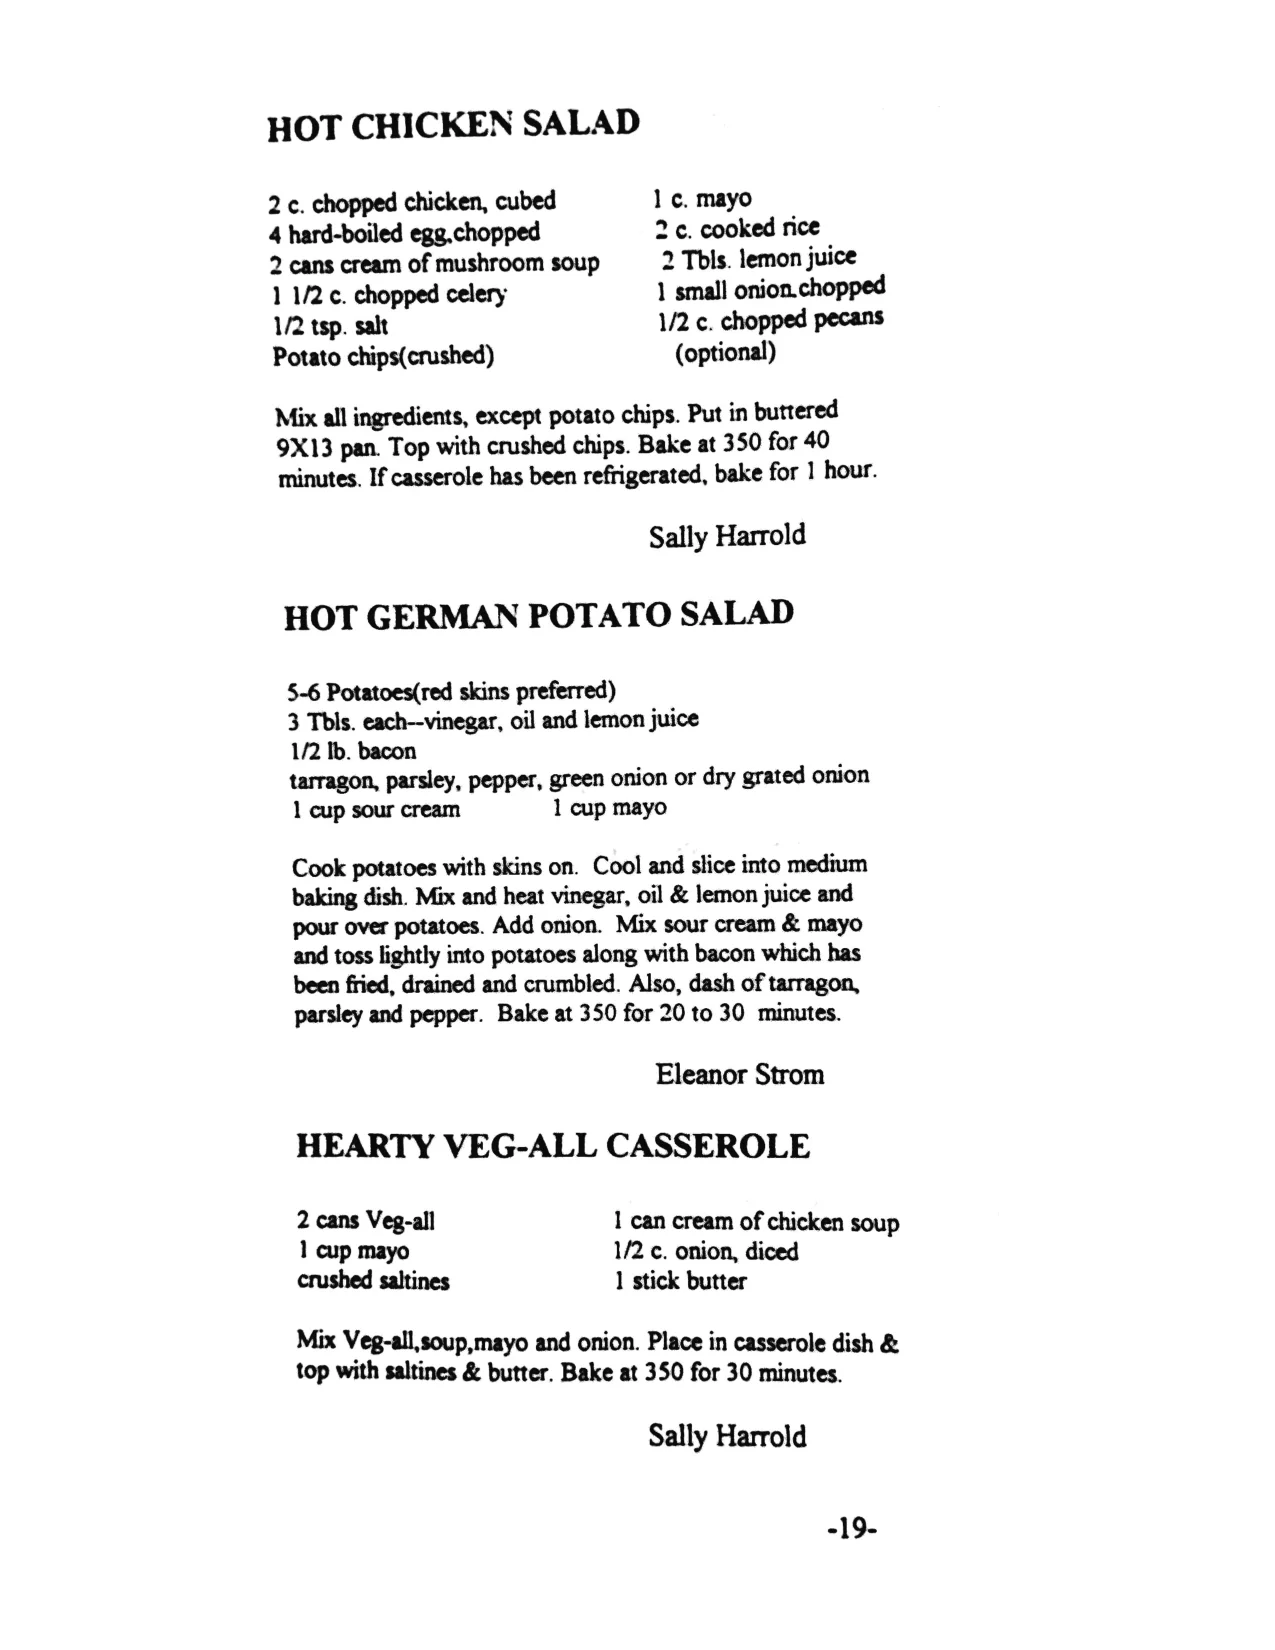 HOT CHICKEN SALAD
2 c. chopped chicken, cubed 1 c. mayo
4 hard-boiled egg,chopped 2 c. cooked rice
2 cans cream of mushroom soup 2 Tbls. lemon juice
1 1/2 c. chopped celery 1 small onion,chopped
1/2 tsp. salt 1/2 c. chopped pecans
Potato chips(crushed) (optional)
Mix all ingredients, except potato chips. Put in buttered
9X13 pan. Top with crushed chips. Bake at 350 for 40
minutes. If casserole has been refrigerated, bake for 1 hour.
Sally Harrold
HOT GERMAN POTATO SALAD
5-6 Potatoes(red skins preferred)
3 Tbls. each--vinegar, oil and lemon juice
1/2 lb. bacon
tarragon, parsley, pepper, green onion or dry grated onion
1 cup sour cream 1 cup mayo
Cook potatoes with skins on. Cool and slice into medium
baking dish. Mix and heat vinegar, oil & lemon juice and
pour over potatoes. Add onion. Mix sour cream & mayo
and toss lightly into potatoes along with bacon which has
been fried, drained and crumbled. Also, dash of tarragon,
parsley and pepper. Bake at 350 for 20 to 30 minutes.
Eleanor Strom
HEARTY VEG-ALL CASSEROLE
2 cans Veg-all 1 can cream of chicken soup
1 cup mayo 1/2 c. onion, diced
crushed saltines 1 stick butter
Mix Veg-all,soup,mayo and onion. Place in casserole dish &
top with saltines & butter. Bake at 350 for 30 minutes.
Sally Harrold
-19-